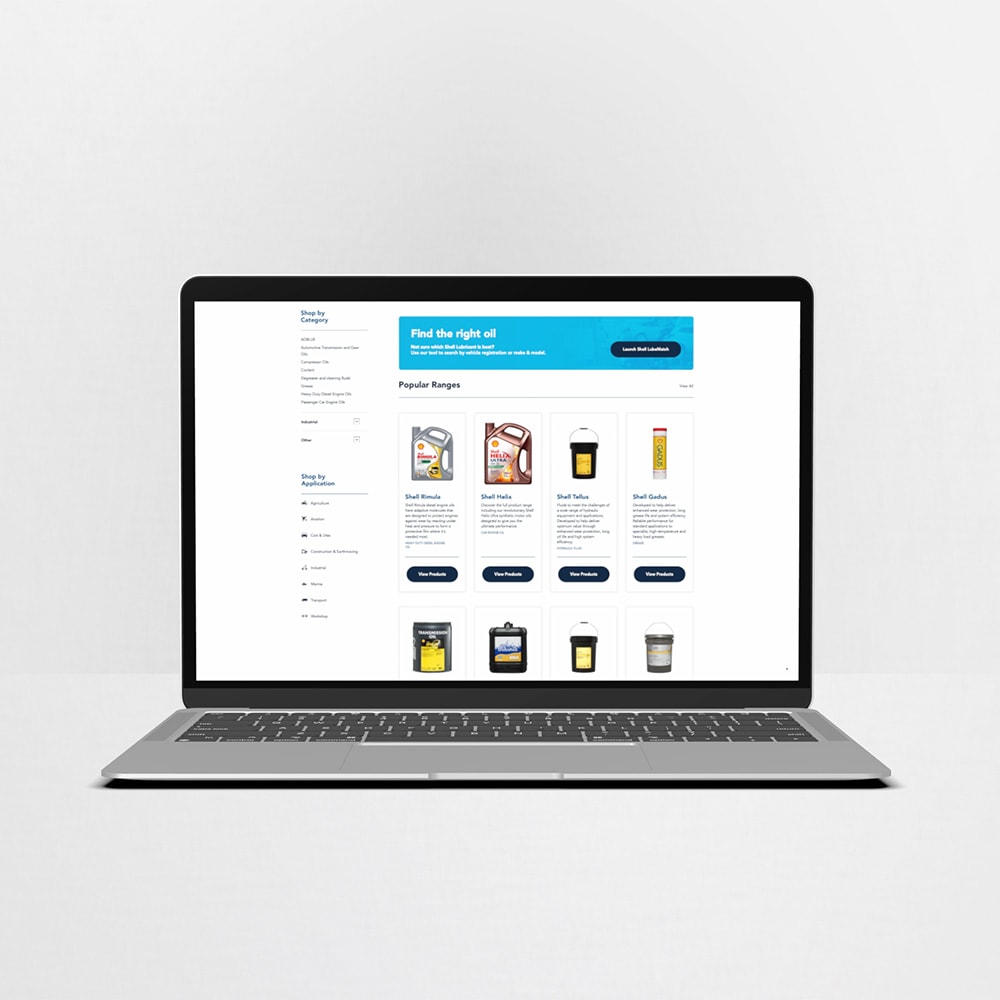 Shop by
Category
ADBLUE
Automotive Transmission and Gear
Oils
Compressor Oils
Coolant
Degreaser and cleaning fluids
Grease
Heavy Duty Diesel Engine Oils
Passenger Car Engine Oils
Industrial
Other
Shop by
Application
Agriculture
Aviation
Cars & Utes
Construction & Earthmoving
Industrial
Marine
Transport
Workshop
Find the right oil
Not sure which Shell Lubricant is best?
Use our tool to search by vehicle registration or make & model.
Launch Shell LubeMatch
Popular Ranges
View All
Shell
RIMULA
Shell
HELIX
ULTRA
GADUS
Shell Rimula
Shell Rimula diesel engine oils
have adaptive molecules that
are designed to protect engines
against wear by reacting under
heat and pressure to form a
protective film where it's
needed most.
HEAVY DUTY DIESEL ENGINE
OIL
View Products
Shell Helix
Discover the full product range
including our revolutionary Shell
Helix Ultra synthetic motor oils
designed to give you the
ultimate performance
CAR ENGINE OIL
View Products
Shell Tellus
Fluids to meet the challenges of
a wide range of hydraulic
equipment and applications.
Developed to help deliver
optimum value through
enhanced wear protection, long
oil life and high system
efficiency.
HYDRAULIC FLUID
View Products
Shell Gadus
Developed to help deliver
enhanced wear protection, long
grease life and system efficiency.
Reliable performance for
standard applications to
specialist, high-temperature and
heavy load greases.
GREASE
View Products
TRANSMISSION
OIL